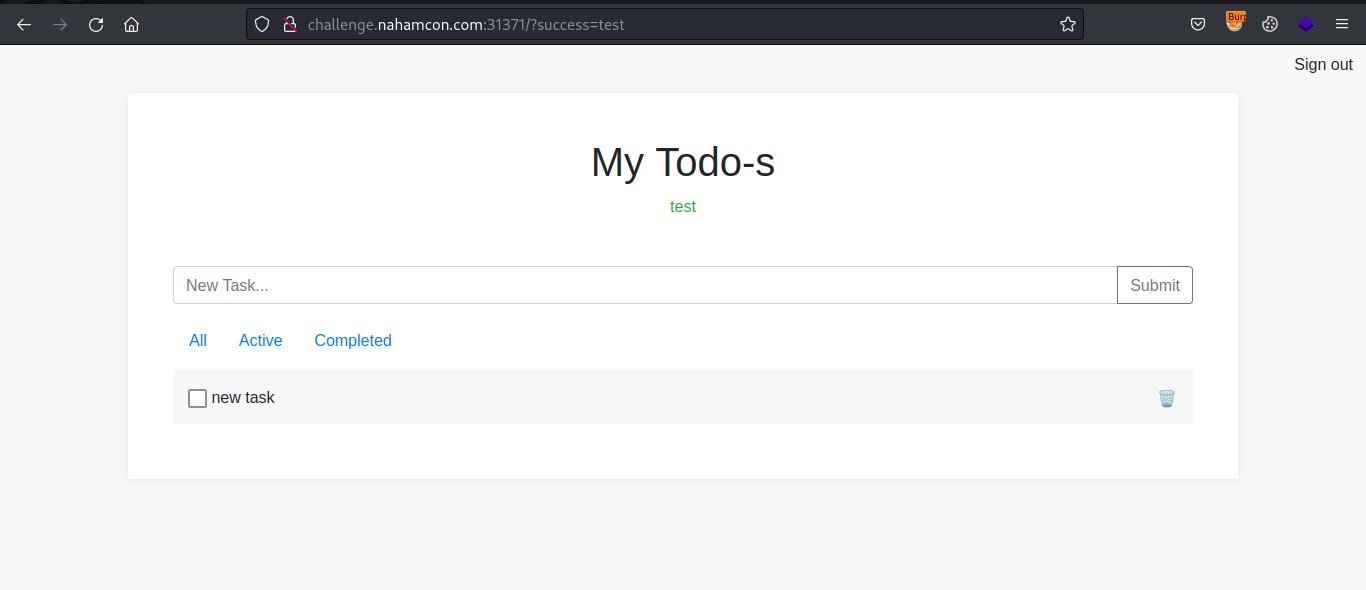 challenge.nahamcon.com:31371/?success=test
Burp
Sign out
My Todo-s
test
New Task...
Submit
All Active Completed
new task